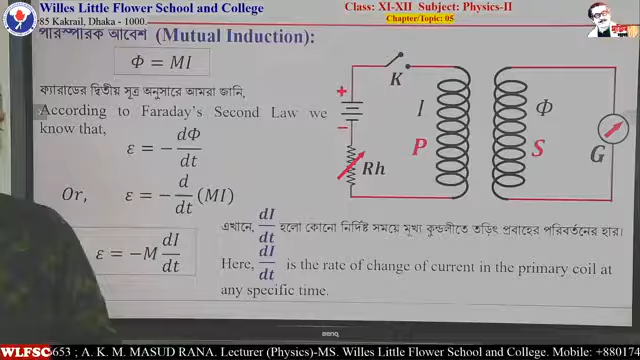 Willes Little Flower School and College
85 Kakrail, Dhaka - 1000.
Class: XI-XII Subject: Physics-II
Chapter/Topic: 05
পারস্পারক আবেশ (Mutual Induction):
Φ = MI
ফ্যারাডের দ্বিতীয় সূত্র অনুসারে আমরা জানি,
According to Faraday's Second Law we
know that,
ε = − dΦ/dt
Or, ε = − d/dt (MI)
ε = −M dI/dt
K
+
−
Rh
I
P
Φ
S
G
এখানে, dI/dt হলো কোনো নির্দিষ্ট সময়ে মুখ্য কুন্ডলীতে তড়িৎ প্রবাহের পরিবর্তনের হার।
Here, dI/dt is the rate of change of current in the primary coil at
any specific time.
BenQ
WLFSC
653 ; A. K. M. MASUD RANA. Lecturer (Physics)-MS. Willes Little Flower School and College. Mobile: +880174